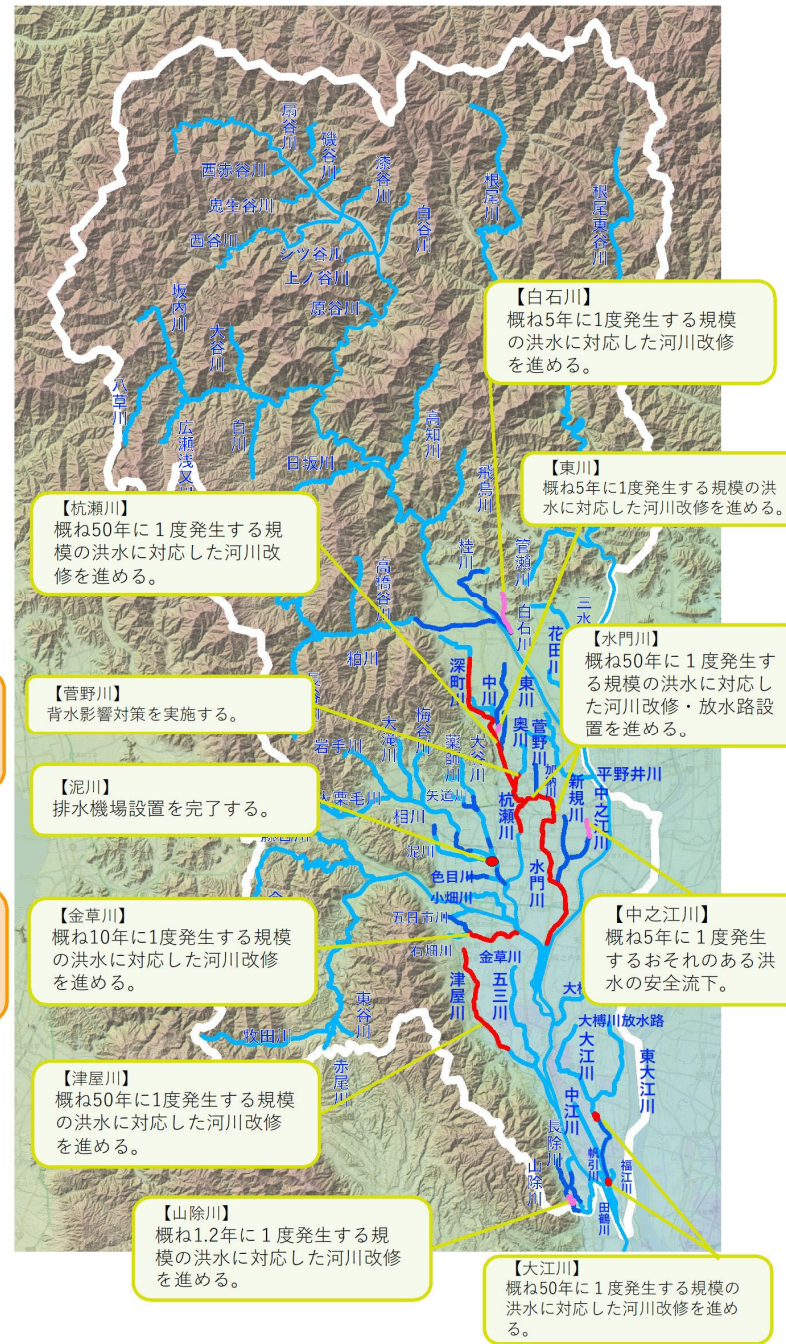 扇谷川
磯谷川
西赤谷川
漆谷川
鬼生谷川
白谷川
西谷川
シツ谷川
上ノ谷川
原谷川
根尾川
根尾東谷川
坂内川
大谷川
八草川
広瀬浅又川
白川
日坂川
高知川
飛鳥川
【白石川】
概ね5年に1度発生する規模
の洪水に対応した河川改修
を進める。
【東川】
概ね5年に1度発生する規模の洪
水に対応した河川改修を進める。
【杭瀬川】
概ね50年に１度発生する規
模の洪水に対応した河川改
修を進める。
高橋谷川
桂川
管瀬川
白石川
三水
花田川
粕川
深町川
中川
東川
奥川
菅野川
加納川
【水門川】
概ね50年に１度発生す
る規模の洪水に対応し
た河川改修・放水路設
置を進める。
【菅野川】
背水影響対策を実施する。
岩手川
大滝川
梅谷川
薬師川
大谷川
平野井川
新規川
中之江川
【泥川】
排水機場設置を完了する。
大栗毛川
矢道川
相川
杭瀬川
泥川
水門川
色目川
小畑川
五日市川
【金草川】
概ね10年に1度発生する規模
の洪水に対応した河川改修
を進める。
【中之江川】
概ね5年に１度発生
するおそれのある洪
水の安全流下。
石畑川
金草川
津屋川
五三川
東谷川
牧田川
大榑川放水路
大江川
東大江川
【津屋川】
概ね50年に1度発生する規模
の洪水に対応した河川改修
を進める。
赤尾川
中江川
長除川
山除川
帆引川
福江川
田鶴川
【山除川】
概ね1.2年に１度発生する規
模の洪水に対応した河川改修
を進める。
【大江川】
概ね50年に１度発生する規模の
洪水に対応した河川改修を進め
る。